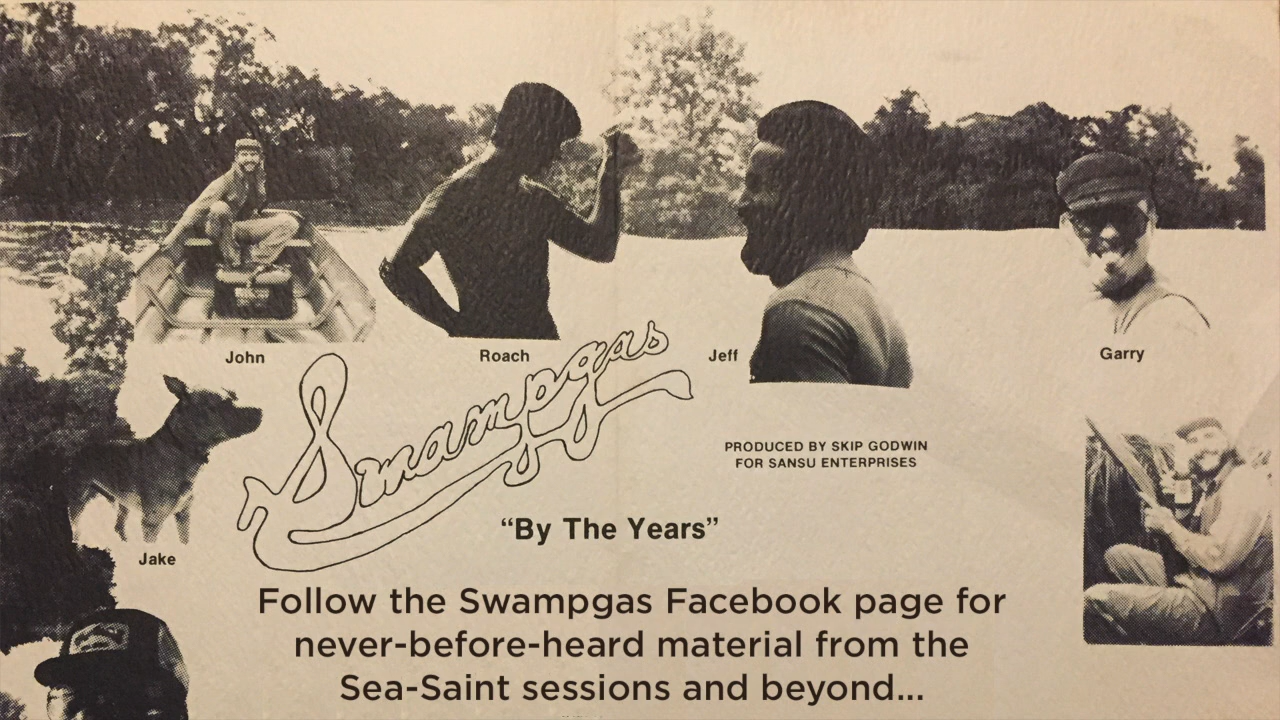 John
Roach
Jeff
Garry
Swampgas
PRODUCED BY SKIP GODWIN
FOR SANSU ENTERPRISES
“By The Years”
Jake
Follow the Swampgas Facebook page for
never-before-heard material from the
Sea-Saint sessions and beyond...